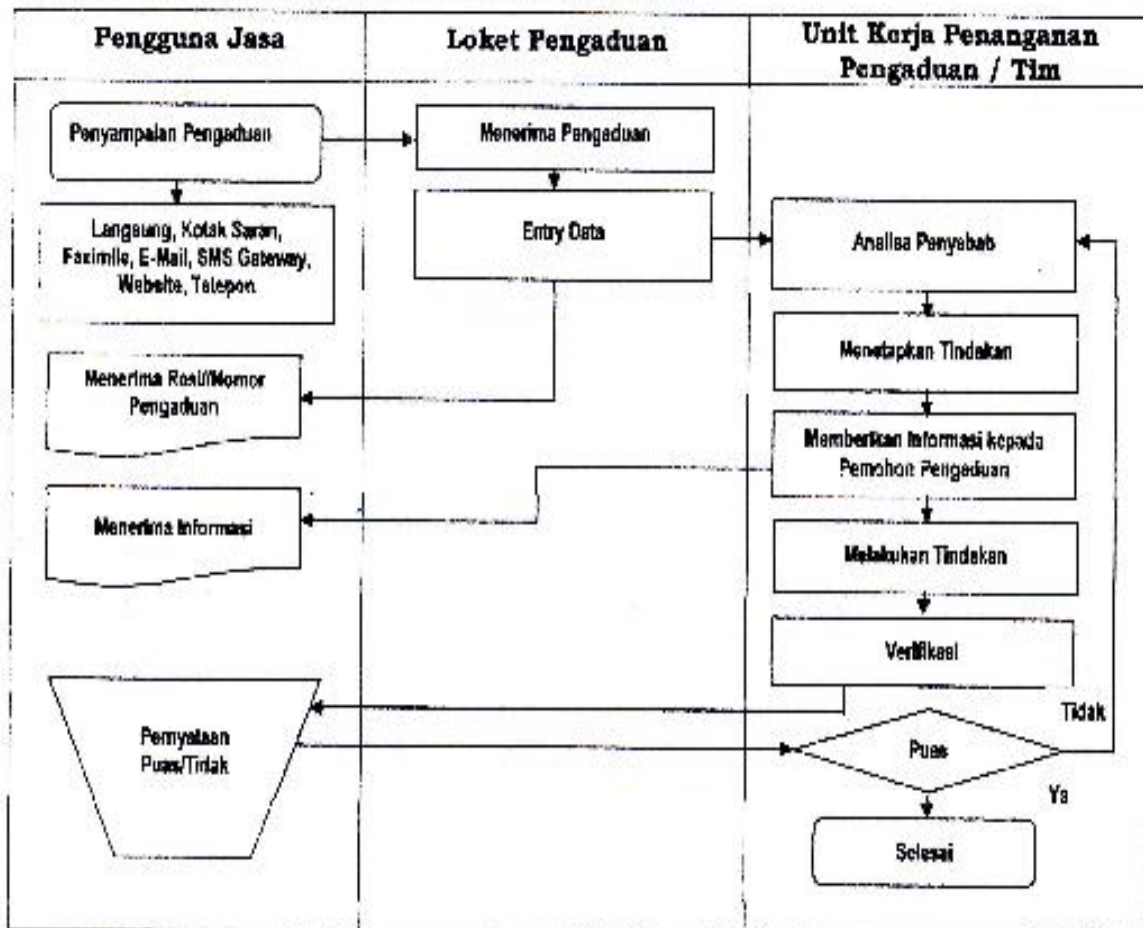 Pengguna Jasa
Loket Pengaduan
Unit Kerja Penanganan
Pengaduan / Tim
Penyampaian Pengaduan
Menerima Pengaduan
Langsung, Kotak Saran,
Faximile, E-Mail, SMS Gateway,
Website, Telepon
Entry Data
Analisa Penyebab
Menetapkan Tindakan
Menerima Resi/Nomor
Pengaduan
Memberikan Informasi kepada
Pemohon Pengaduan
Menerima Informasi
Melakukan Tindakan
Verifikasi
Tidak
Pernyataan
Puas/Tidak
Puas
Ya
Selesai